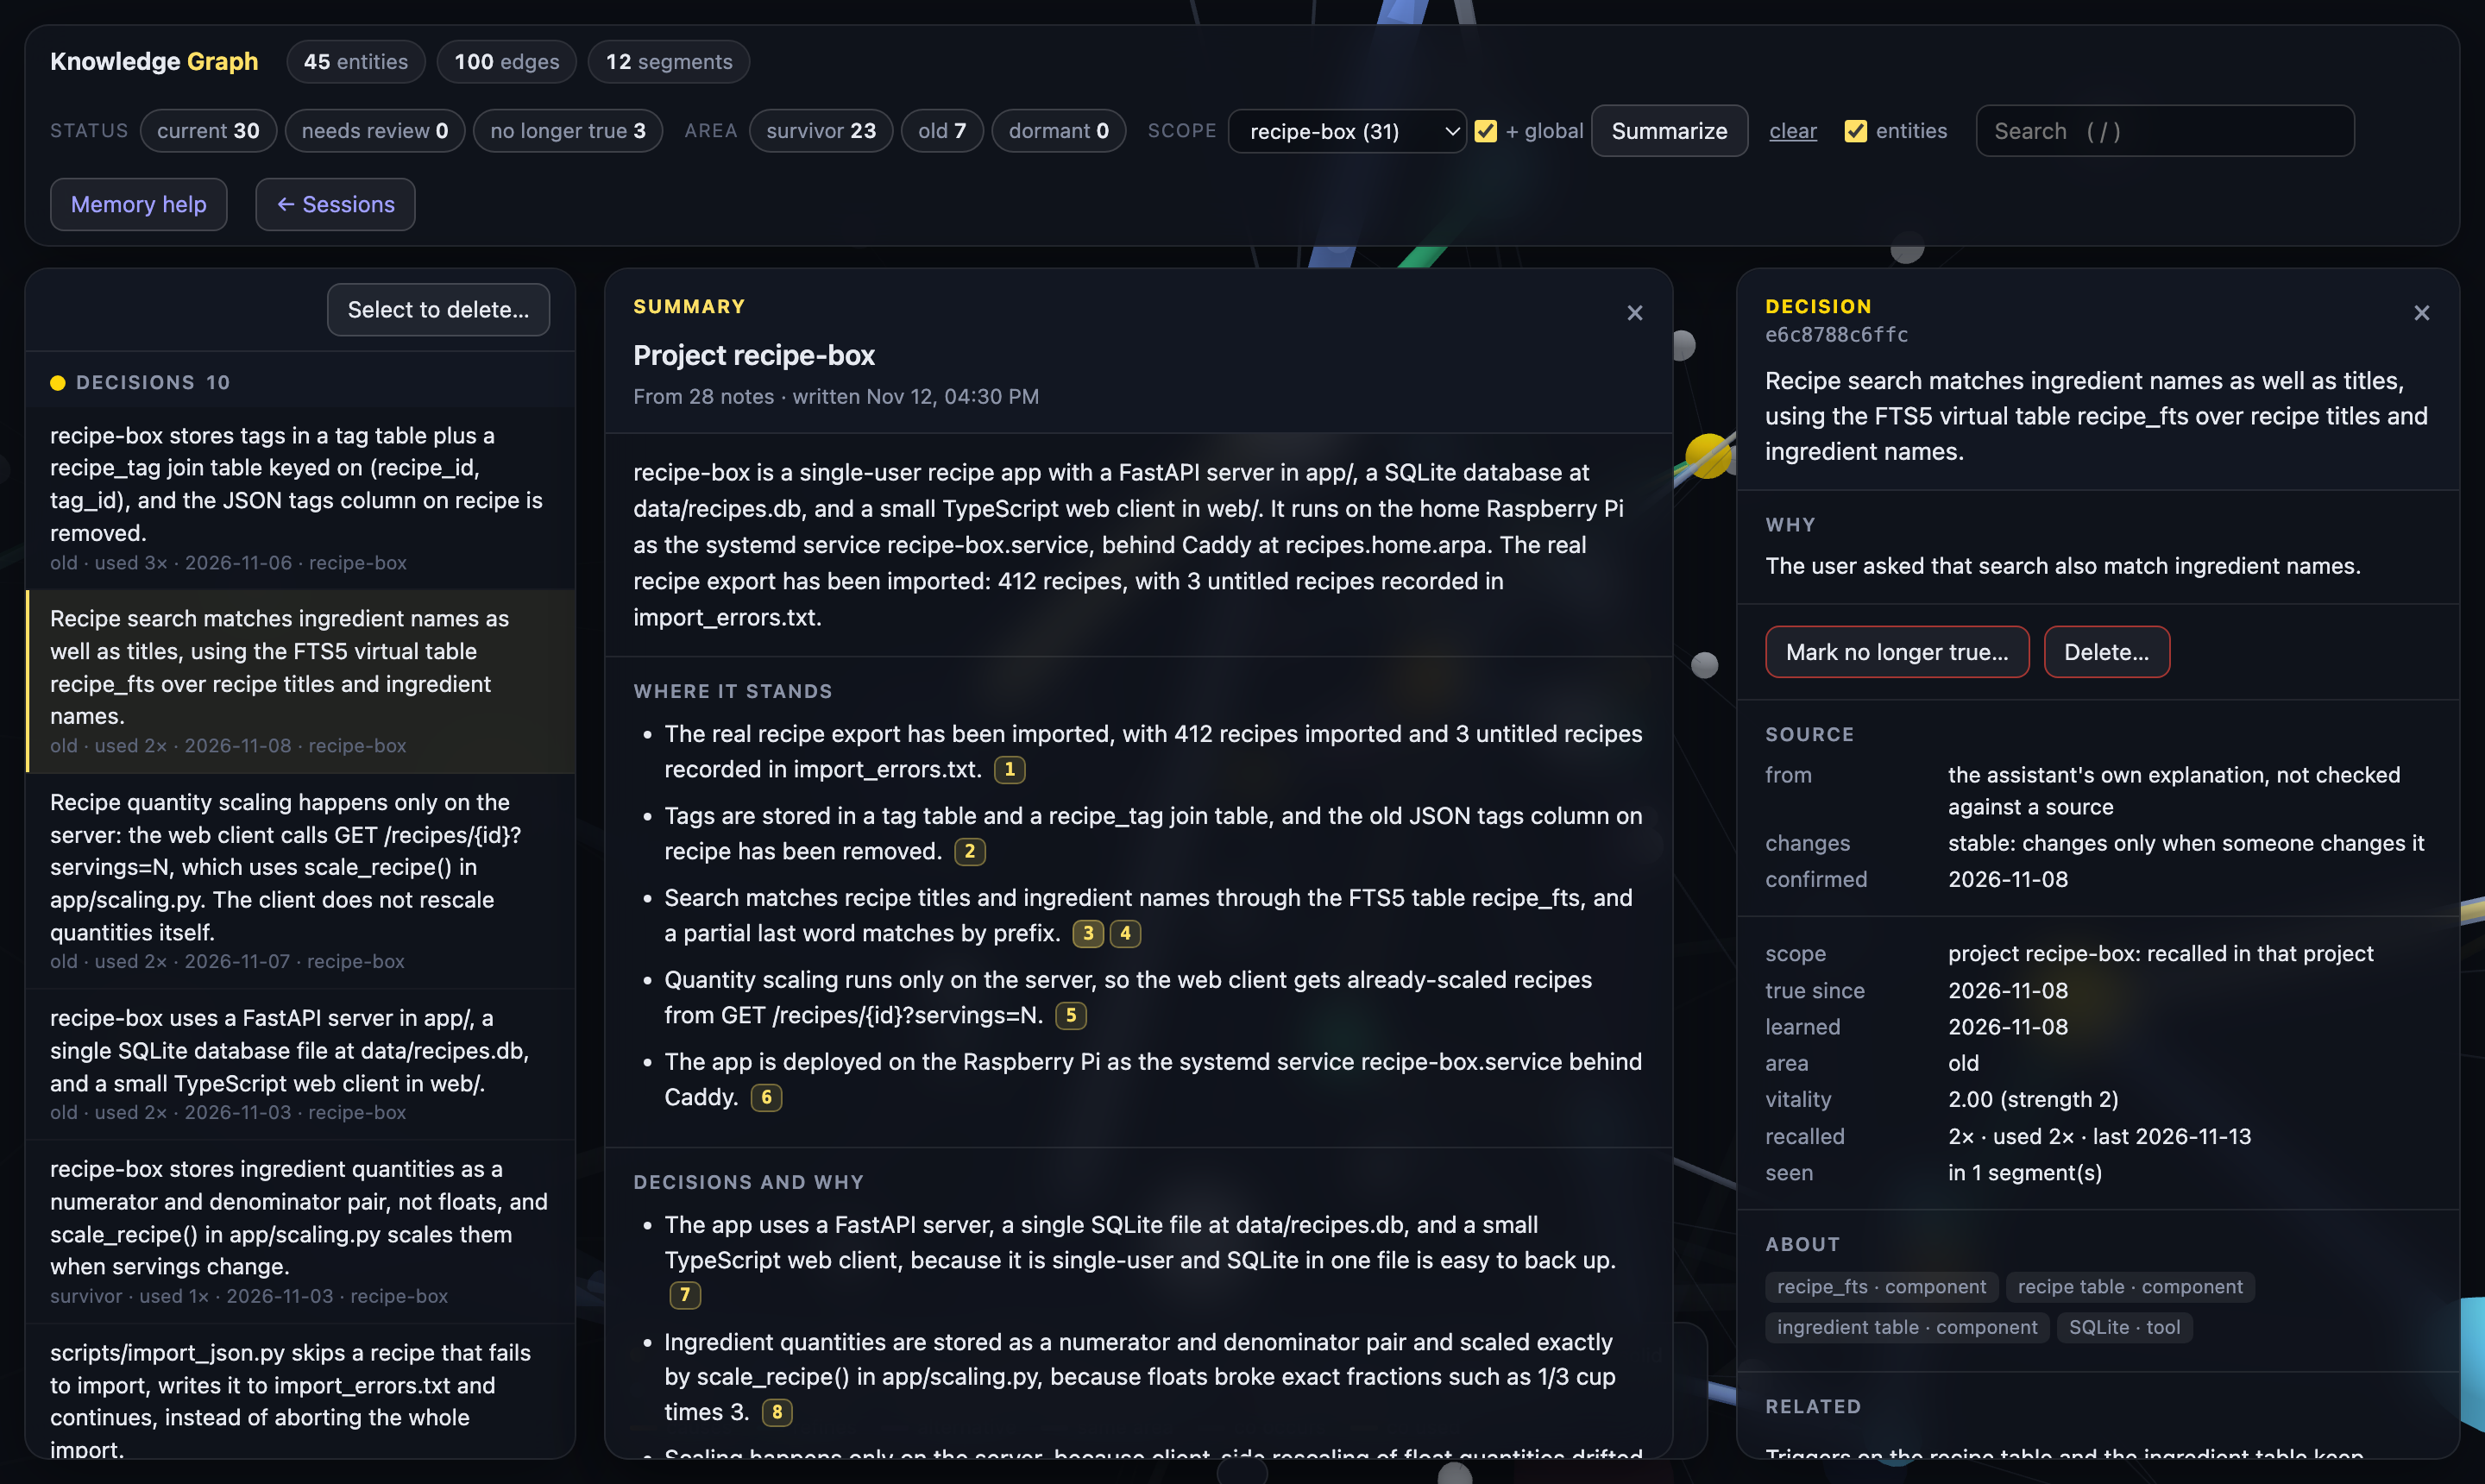 Knowledge Graph
45 entities
100 edges
12 segments
STATUS current 30 needs review 0 no longer true 3 AREA survivor 23 old 7 dormant 0 SCOPE recipe-box (31) + global Summarize clear entities Search (/)
Memory help
← Sessions
Select to delete...
DECISIONS 10
recipe-box stores tags in a tag table plus a
recipe_tag join table keyed on (recipe_id,
tag_id), and the JSON tags column on recipe is
removed.
old · used 3× · 2026-11-06 · recipe-box
Recipe search matches ingredient names as
well as titles, using the FTS5 virtual table
recipe_fts over recipe titles and ingredient
names.
old · used 2× · 2026-11-08 · recipe-box
Recipe quantity scaling happens only on the
server: the web client calls GET /recipes/{id}?
servings=N, which uses scale_recipe() in
app/scaling.py. The client does not rescale
quantities itself.
old · used 2× · 2026-11-07 · recipe-box
recipe-box uses a FastAPI server in app/, a
single SQLite database file at data/recipes.db,
and a small TypeScript web client in web/.
old · used 2× · 2026-11-03 · recipe-box
recipe-box stores ingredient quantities as a
numerator and denominator pair, not floats, and
scale_recipe() in app/scaling.py scales them
when servings change.
survivor · used 1× · 2026-11-03 · recipe-box
scripts/import_json.py skips a recipe that fails
to import, writes it to import_errors.txt and
continues, instead of aborting the whole
import.
SUMMARY
×
Project recipe-box
From 28 notes · written Nov 12, 04:30 PM
recipe-box is a single-user recipe app with a FastAPI server in app/, a SQLite database at
data/recipes.db, and a small TypeScript web client in web/. It runs on the home Raspberry Pi
as the systemd service recipe-box.service, behind Caddy at recipes.home.arpa. The real
recipe export has been imported: 412 recipes, with 3 untitled recipes recorded in
import_errors.txt.
WHERE IT STANDS
• The real recipe export has been imported, with 412 recipes imported and 3 untitled recipes
recorded in import_errors.txt. 1
• Tags are stored in a tag table and a recipe_tag join table, and the old JSON tags column on
recipe has been removed. 2
• Search matches recipe titles and ingredient names through the FTS5 table recipe_fts, and
a partial last word matches by prefix. 3 4
• Quantity scaling runs only on the server, so the web client gets already-scaled recipes
from GET /recipes/{id}?servings=N. 5
• The app is deployed on the Raspberry Pi as the systemd service recipe-box.service behind
Caddy. 6
DECISIONS AND WHY
• The app uses a FastAPI server, a single SQLite file at data/recipes.db, and a small
TypeScript web client, because it is single-user and SQLite in one file is easy to back up.
7
• Ingredient quantities are stored as a numerator and denominator pair and scaled exactly
by scale_recipe() in app/scaling.py, because floats broke exact fractions such as 1/3 cup
times 3. 8
• Scaling happens only on the server, because client-side rescaling of float quantities drifted
DECISION
×
e6c8788c6ffc
Recipe search matches ingredient names as well as titles,
using the FTS5 virtual table recipe_fts over recipe titles and
ingredient names.
WHY
The user asked that search also match ingredient names.
Mark no longer true...
Delete...
SOURCE
from the assistant's own explanation, not checked
against a source
changes stable: changes only when someone changes it
confirmed 2026-11-08
scope project recipe-box: recalled in that project
true since 2026-11-08
learned 2026-11-08
area old
vitality 2.00 (strength 2)
recalled 2× · used 2× · last 2026-11-13
seen in 1 segment(s)
ABOUT
recipe_fts · component
recipe table · component
ingredient table · component
SQLite · tool
RELATED
Triggers on the recipe table and the ingredient table keep